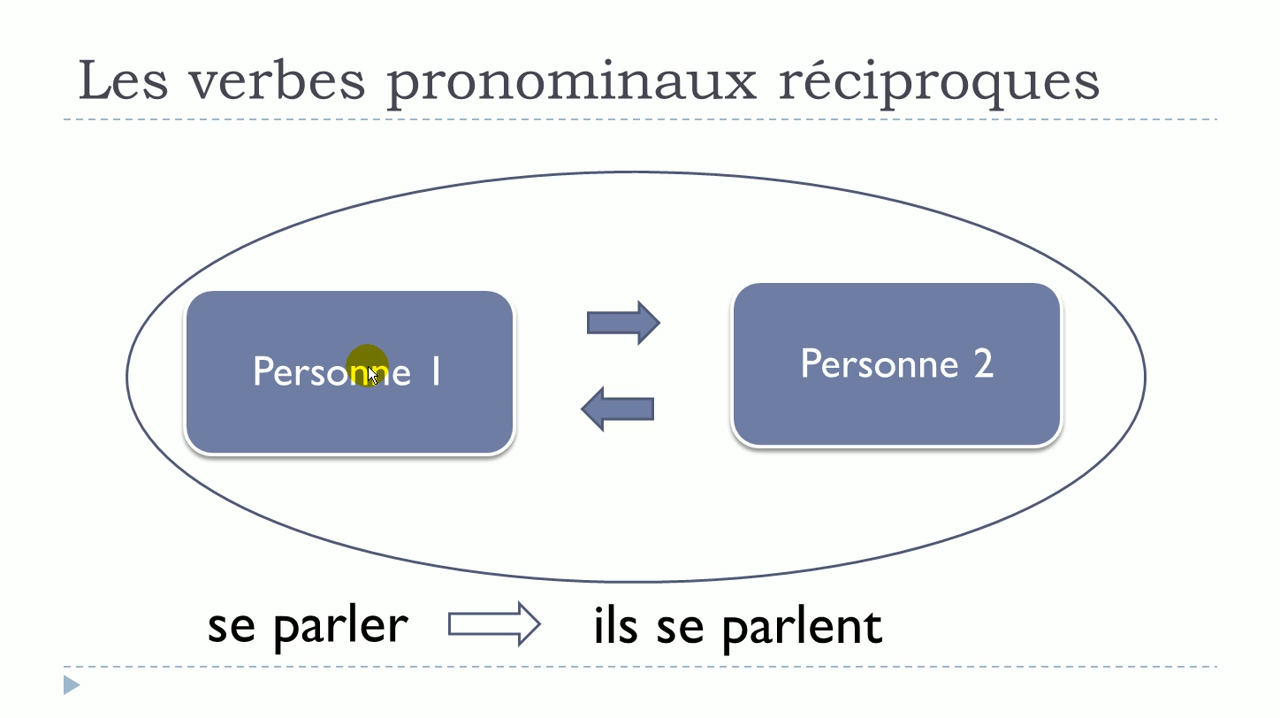 Les verbes pronominaux réciproques
Personne 1
Personne 2
se parler
ils se parlent